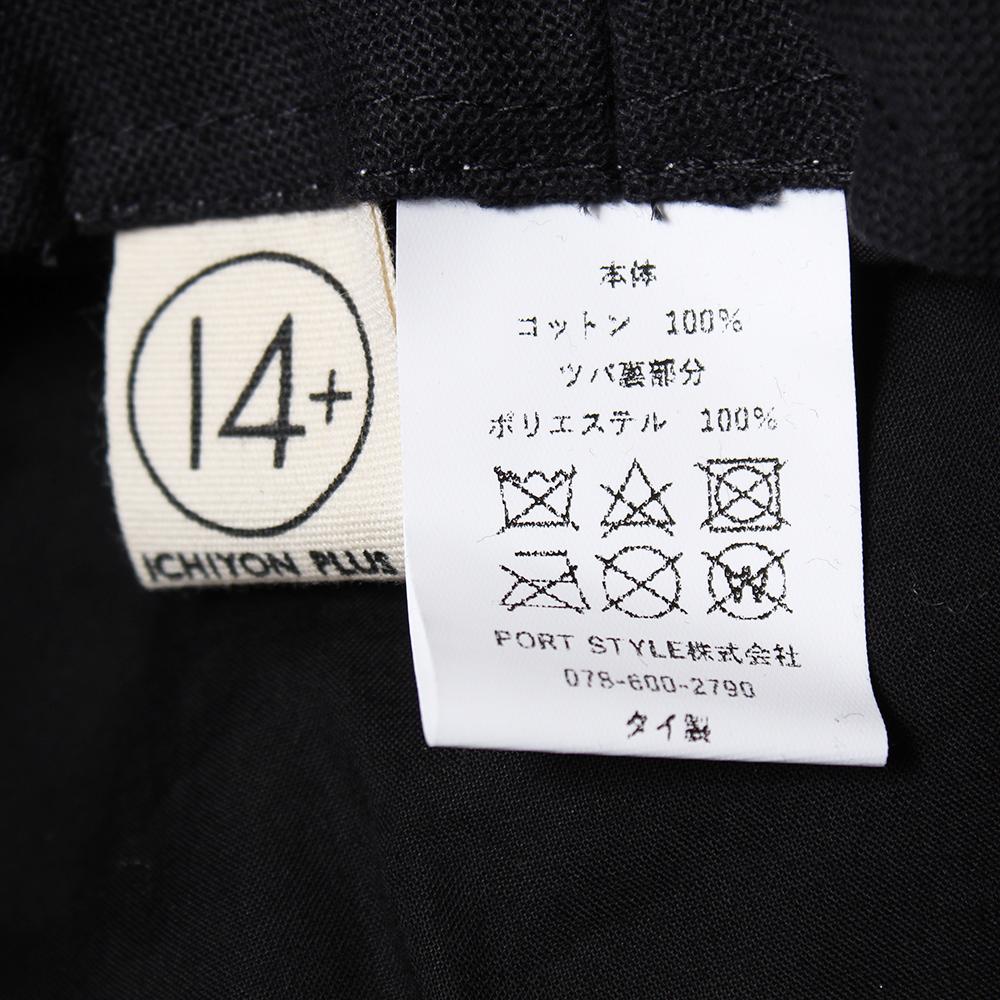 14+
ICHIYON PLUS
本体
コットン 100%
ツバ裏部分
ポリエステル 100%
W
PORT STYLE株式会社
078-600-2790
タイ製